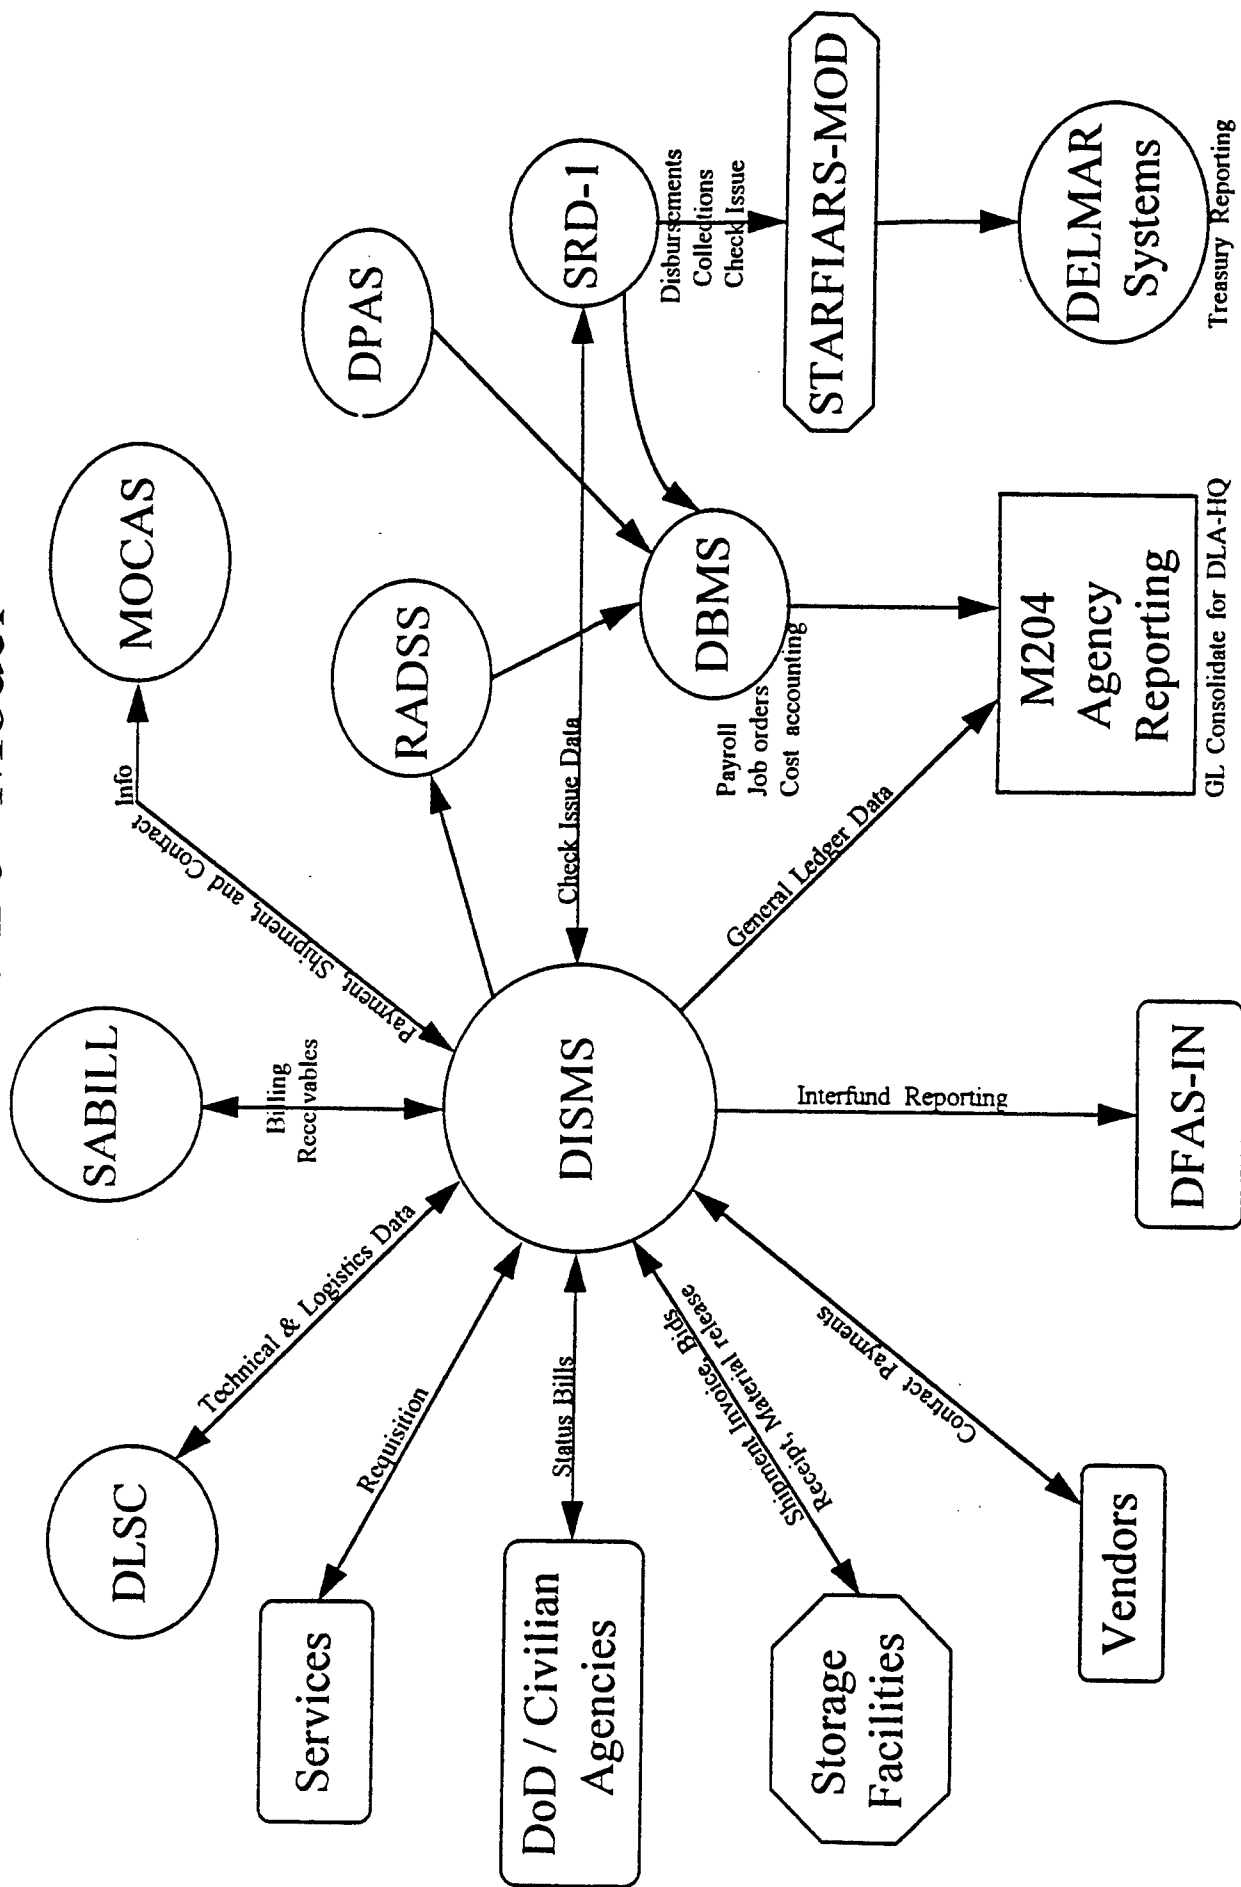 DLSC
SABILL
MOCAS
Technical & Logistics Data
Billing
Receivables
Payment, Shipment, and Contract
Info
Services
Requisition
RADSS
DPAS
DoD / Civilian
Agencies
Status Bills
DISMS
Check Issue Data
SRD-1
Disbursements
Collections
Check Issue
DBMS
Payroll
Job orders
Cost accounting
Storage
Facilities
Shipment Invoice, Bids
Receipt, Material release
Interfund Reporting
General Ledger Data
STARFIARS-MOD
Vendors
Contract Payments
DFAS-IN
M204
Agency
Reporting
GL Consolidate for DLA-HQ
DELMAR
Systems
Treasury Reporting